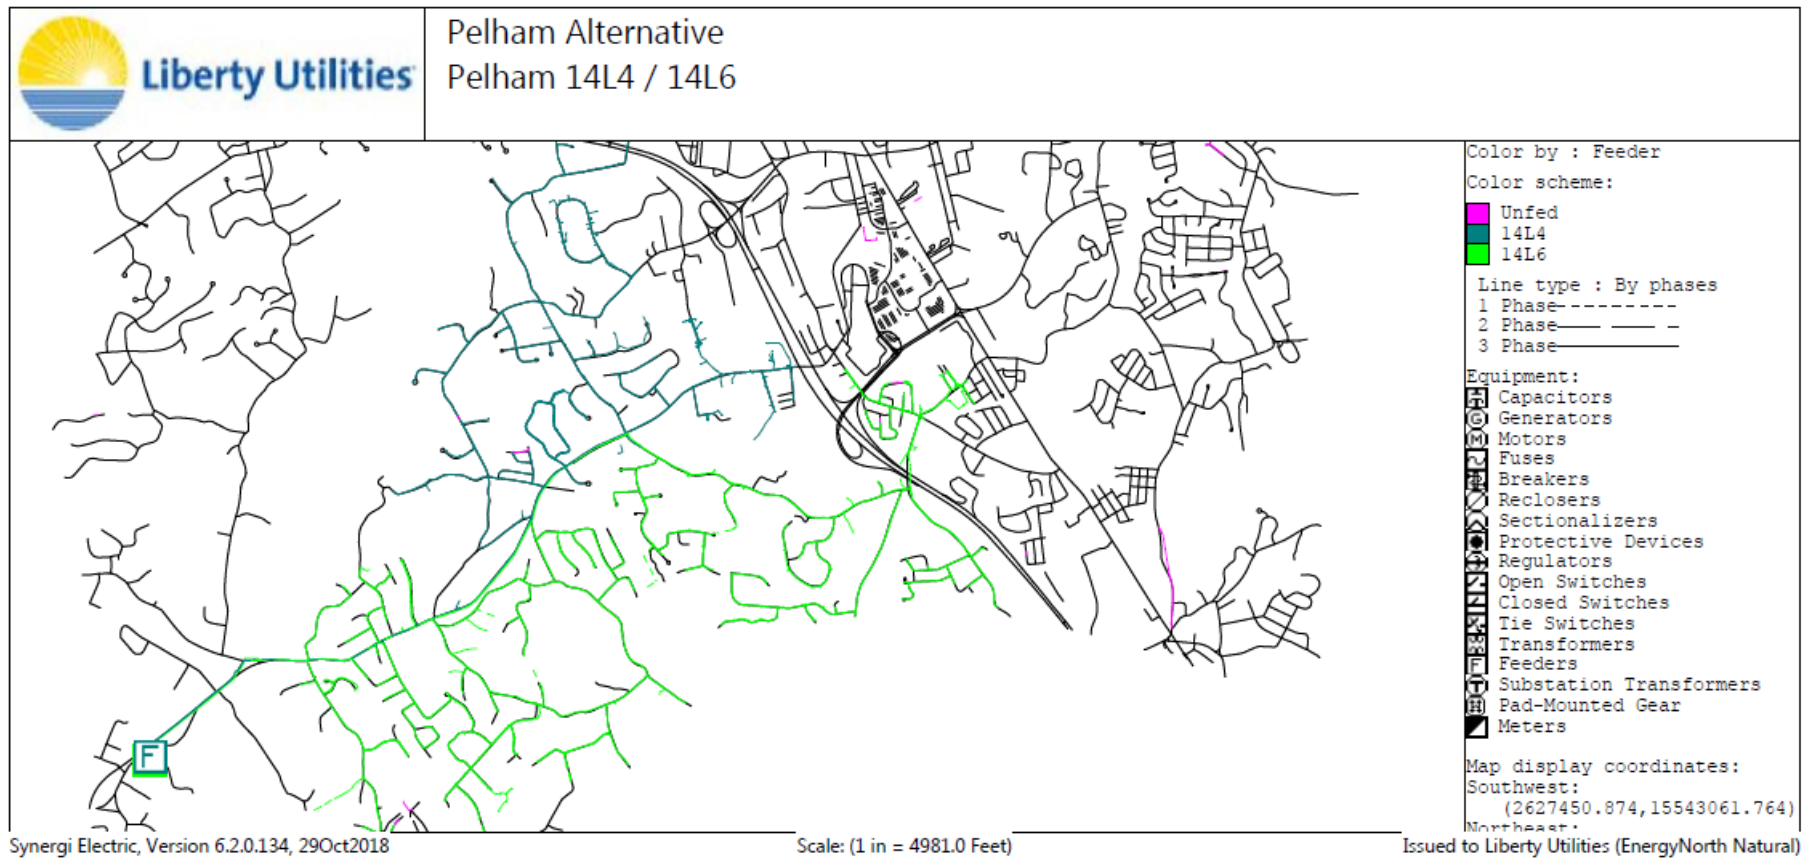 Liberty Utilities
Pelham Alternative
Pelham 14L4 / 14L6
Color by : Feeder
Color scheme:
Unfed
14L4
14L6
Line type : By phases
1 Phase
2 Phase
3 Phase
Equipment:
Capacitors
G Generators
M Motors
Fuses
Breakers
Reclosers
Sectionalizers
Protective Devices
Regulators
Open Switches
Closed Switches
Tie Switches
Transformers
F Feeders
T Substation Transformers
Pad-Mounted Gear
Meters
Map display coordinates:
Southwest:
(2627450.874,15543061.764)
Northeast:
F
Synergi Electric, Version 6.2.0.134, 29Oct2018
Scale: (1 in = 4981.0 Feet)
Issued to Liberty Utilities (EnergyNorth Natural)